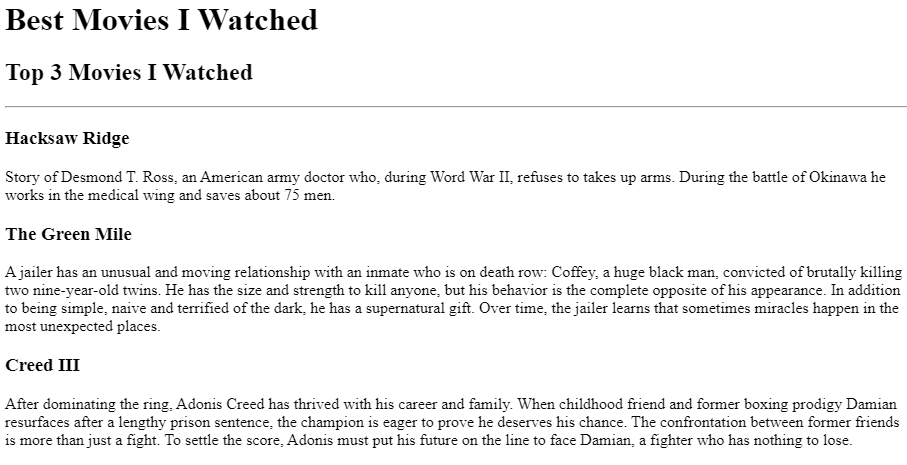 Best Movies I Watched
Top 3 Movies I Watched
Hacksaw Ridge
Story of Desmond T. Ross, an American army doctor who, during Word War II, refuses to takes up arms. During the battle of Okinawa he
works in the medical wing and saves about 75 men.
The Green Mile
A jailer has an unusual and moving relationship with an inmate who is on death row: Coffey, a huge black man, convicted of brutally killing
two nine-year-old twins. He has the size and strength to kill anyone, but his behavior is the complete opposite of his appearance. In addition
to being simple, naive and terrified of the dark, he has a supernatural gift. Over time, the jailer learns that sometimes miracles happen in the
most unexpected places.
Creed III
After dominating the ring, Adonis Creed has thrived with his career and family. When childhood friend and former boxing prodigy Damian
resurfaces after a lengthy prison sentence, the champion is eager to prove he deserves his chance. The confrontation between former friends
is more than just a fight. To settle the score, Adonis must put his future on the line to face Damian, a fighter who has nothing to lose.